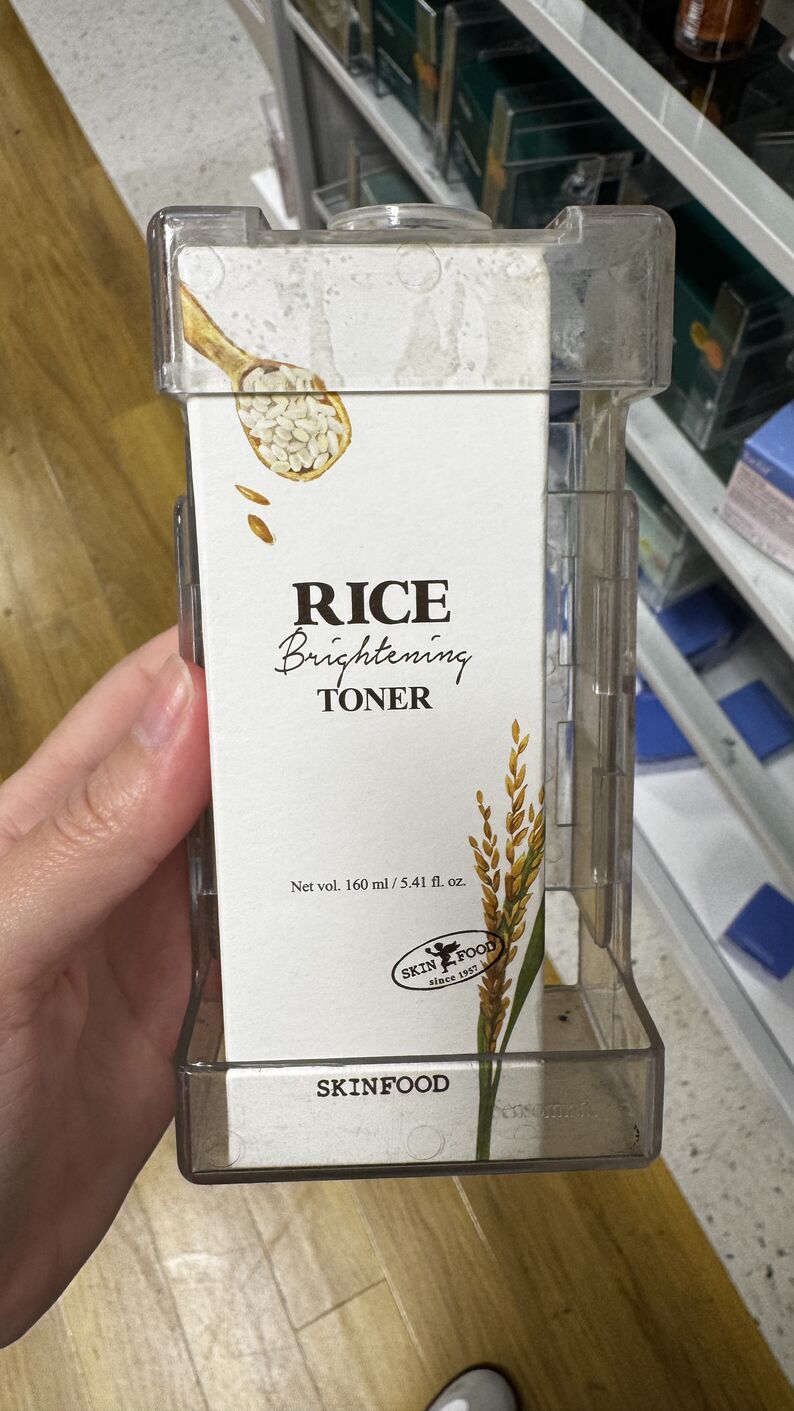 RICE
Brightening
TONER
Net vol. 160 ml / 5.41 fl. oz.
SKIN FOOD
since 1957
SKINFOOD